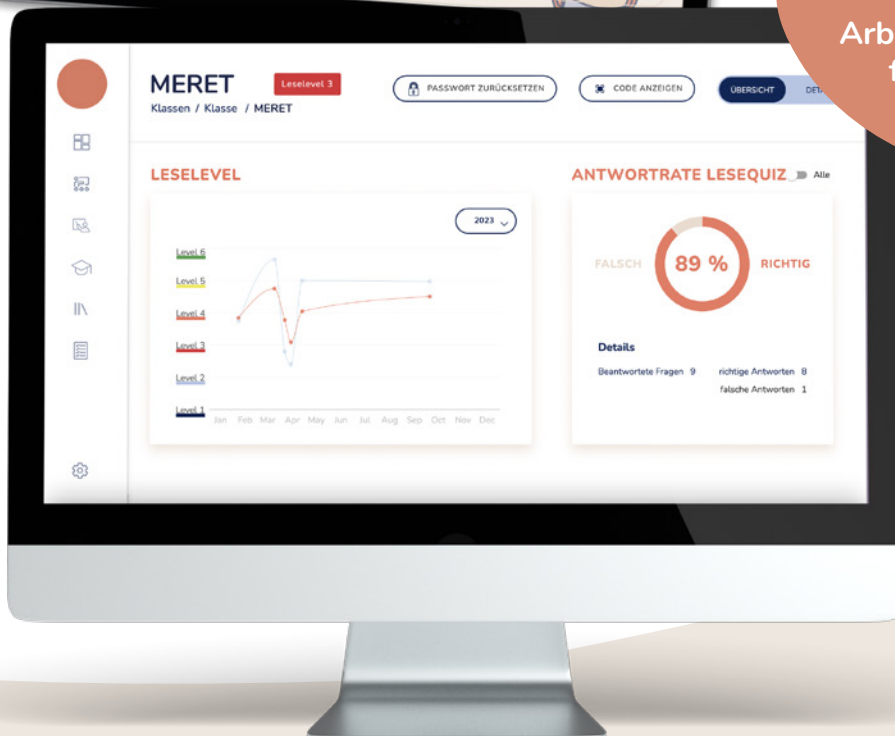 Arb
f
MERET
Leselevel 3
Klassen / Klasse / MERET
PASSWORT ZURÜCKSETZEN
CODE ANZEIGEN
ÜBERSICHT
LESELEVEL
2023
Level 6
Level 5
Level 4
Level 3
Level 2
Level 1
Jan Feb Mar Apr May Jun Jul Aug Sep Oct Nov Dec
ANTWORTRATE LESEQUIZ Alle
FALSCH 89 % RICHTIG
Details
Beantwortete Fragen 9 richtige Antworten 8
falsche Antworten 1